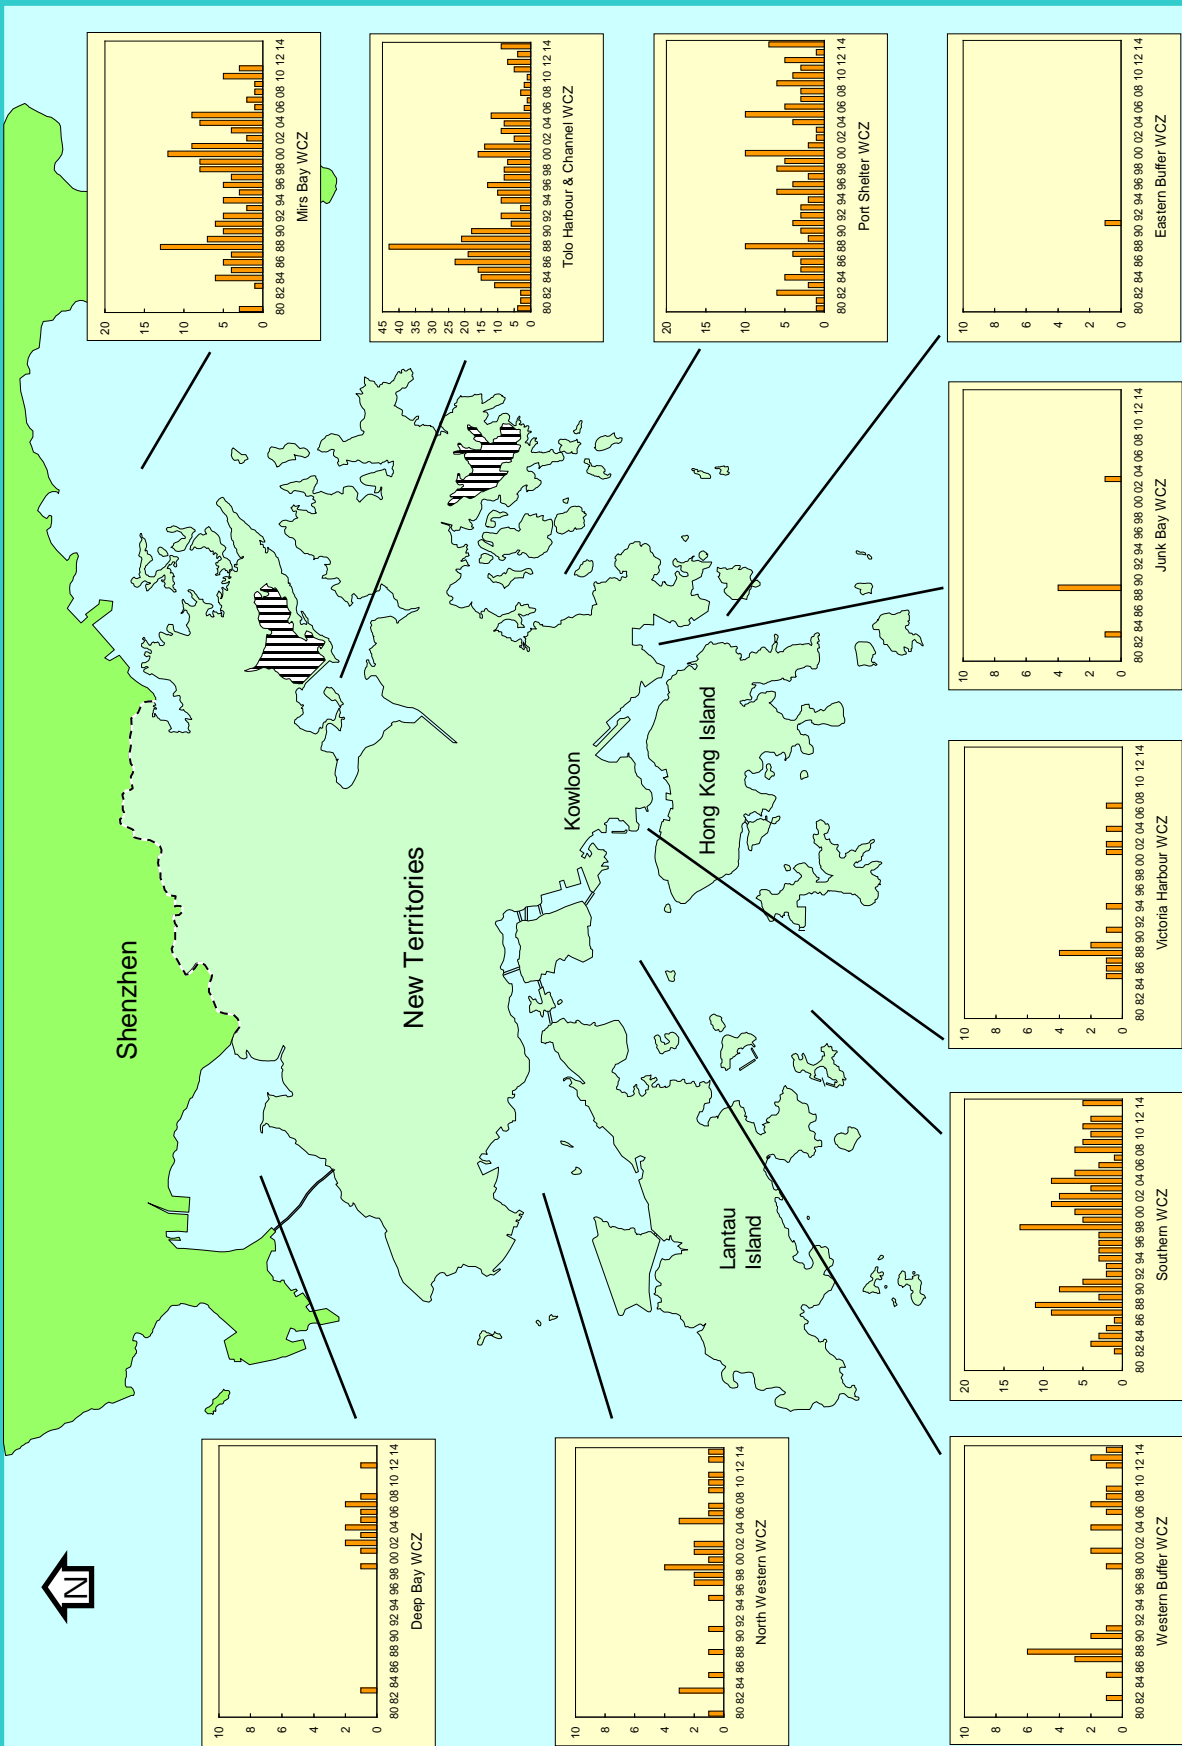 N
Shenzhen
New Territories
Kowloon
Hong Kong Island
Lantau
Island
20
15
10
5
0
80 82 84 86 88 90 92 94 96 98 00 02 04 06 08 10 12 14
Mirs Bay WCZ
45
40
35
30
25
20
15
10
5
0
80 82 84 86 88 90 92 94 96 98 00 02 04 06 08 10 12 14
Tolo Harbour & Channel WCZ
20
15
10
5
0
80 82 84 86 88 90 92 94 96 98 00 02 04 06 08 10 12 14
Port Shelter WCZ
10
8
6
4
2
0
80 82 84 86 88 90 92 94 96 98 00 02 04 06 08 10 12 14
Eastern Buffer WCZ
10
8
6
4
2
0
80 82 84 86 88 90 92 94 96 98 00 02 04 06 08 10 12 14
Junk Bay WCZ
10
8
6
4
2
0
80 82 84 86 88 90 92 94 96 98 00 02 04 06 08 10 12 14
Victoria Harbour WCZ
20
15
10
5
0
80 82 84 86 88 90 92 94 96 98 00 02 04 06 08 10 12 14
Southern WCZ
10
8
6
4
2
0
80 82 84 86 88 90 92 94 96 98 00 02 04 06 08 10 12 14
Western Buffer WCZ
10
8
6
4
2
0
80 82 84 86 88 90 92 94 96 98 00 02 04 06 08 10 12 14
North Western WCZ
10
8
6
4
2
0
80 82 84 86 88 90 92 94 96 98 00 02 04 06 08 10 12 14
Deep Bay WCZ